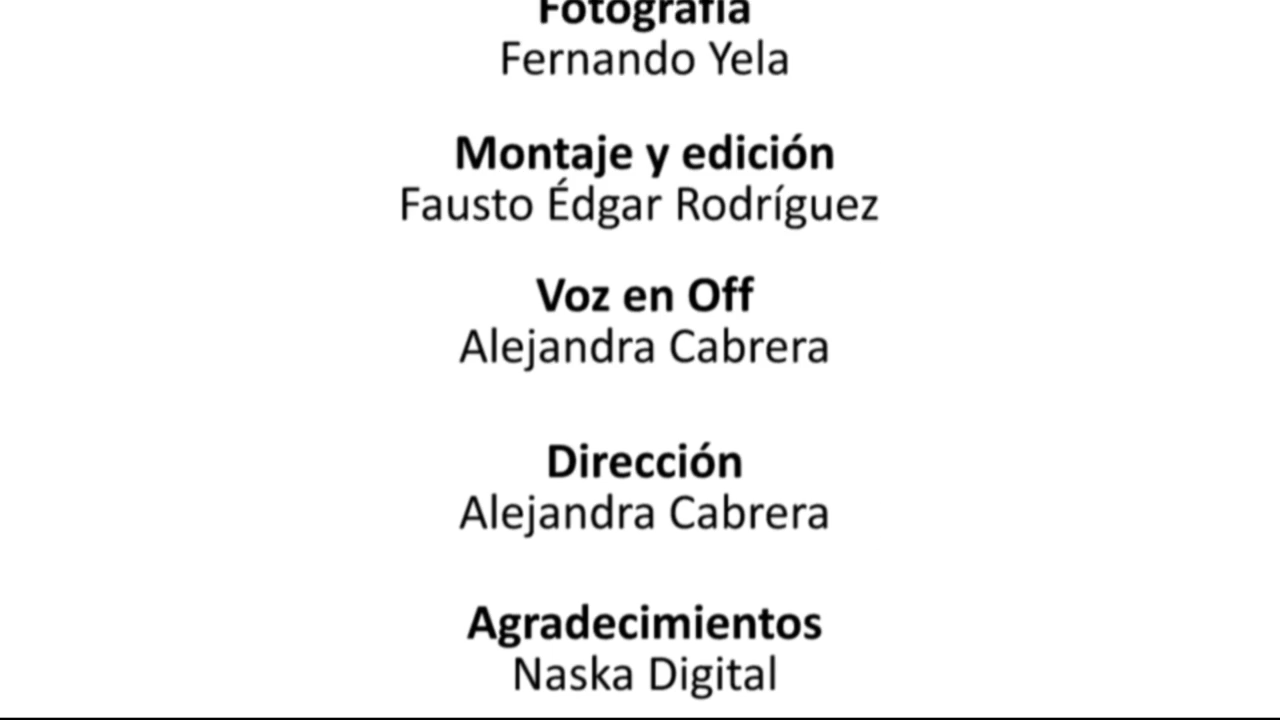 Fotografía
Fernando Yela
Montaje y edición
Fausto Édgar Rodríguez
Voz en Off
Alejandra Cabrera
Dirección
Alejandra Cabrera
Agradecimientos
Naska Digital